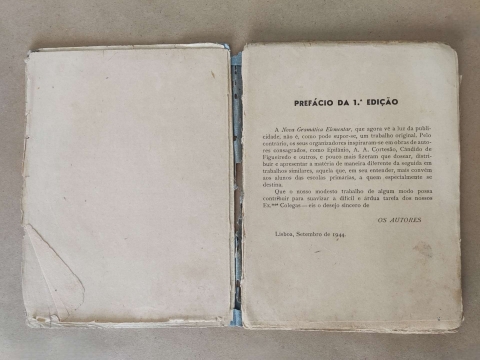 PREFÁCIO DA 1.ª EDIÇÃO
A Nova Gramática Elementar, que agora vê a luz da publi-
cidade, não é, como pode supor-se, um trabalho original. Pelo
contrário, os seus organizadores inspiraram-se em obras de auto-
res consagrados, como Epifânio, A. A. Cortesão, Cândido de
Figueiredo e outros, e pouco mais fizeram que dosear, distri-
buir e apresentar a matéria de maneira diferente da seguida em
trabalhos similares, aquela que, em seu entender, mais convém
aos alunos das escolas primárias, a quem especialmente se
destina.
Que o nosso modesto trabalho de algum modo possa
contribuir para suavizar a difícil e árdua tarefa dos nossos
Ex.mos Colegas — eis o desejo sincero de
OS AUTORES
Lisboa, Setembro de 1944.